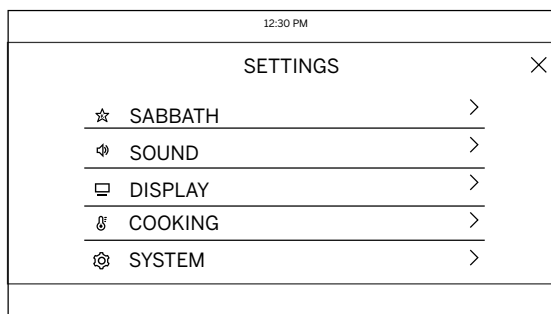 12:30 PM
SETTINGS
SABBATH
SOUND
DISPLAY
COOKING
SYSTEM